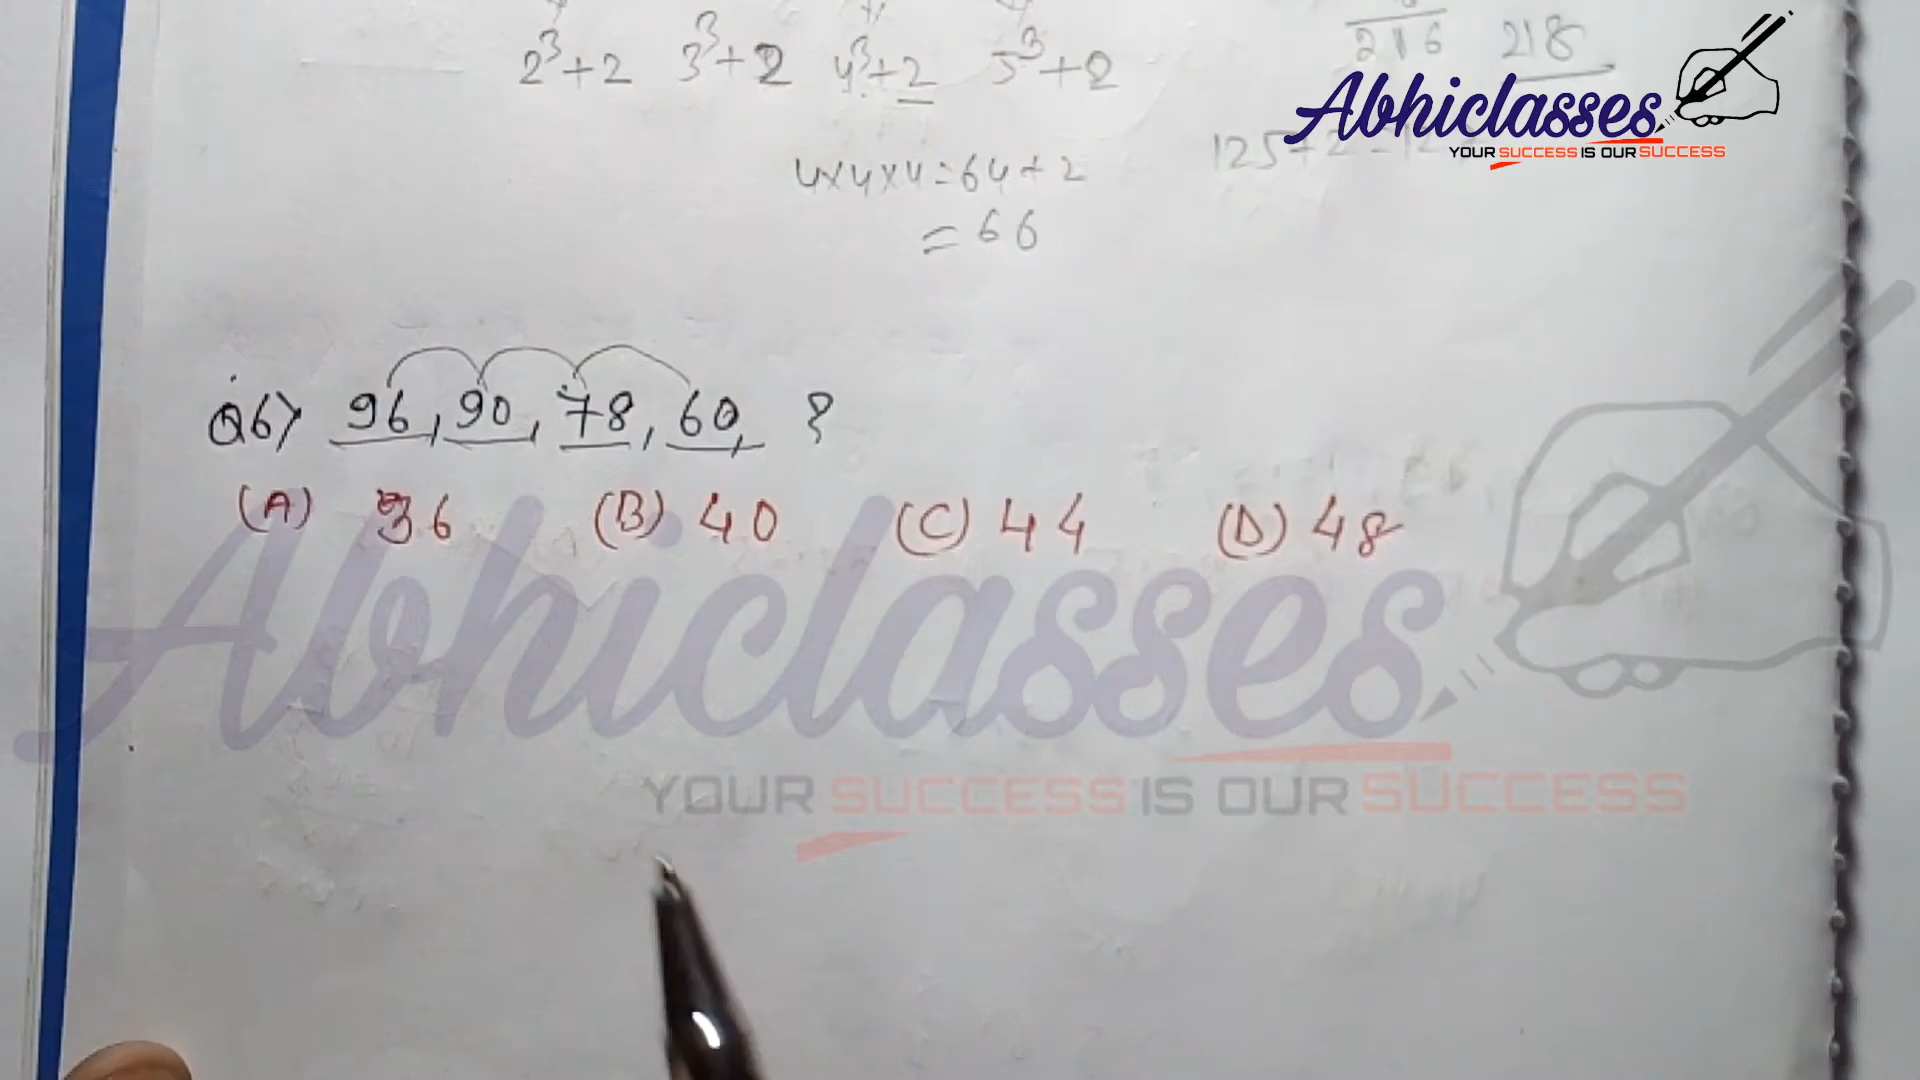 2³+2 3³+2 4³+2 5³+2
216 218
Abhiclasses
YOUR SUCCESS IS OUR SUCCESS
4×4×4=64+2
=66
125+2
Q6) 96, 90, 78, 60, ?
(A) 36 (B) 40 (C) 44 (D) 48
Abhiclasses
YOUR SUCCESS IS OUR SUCCESS